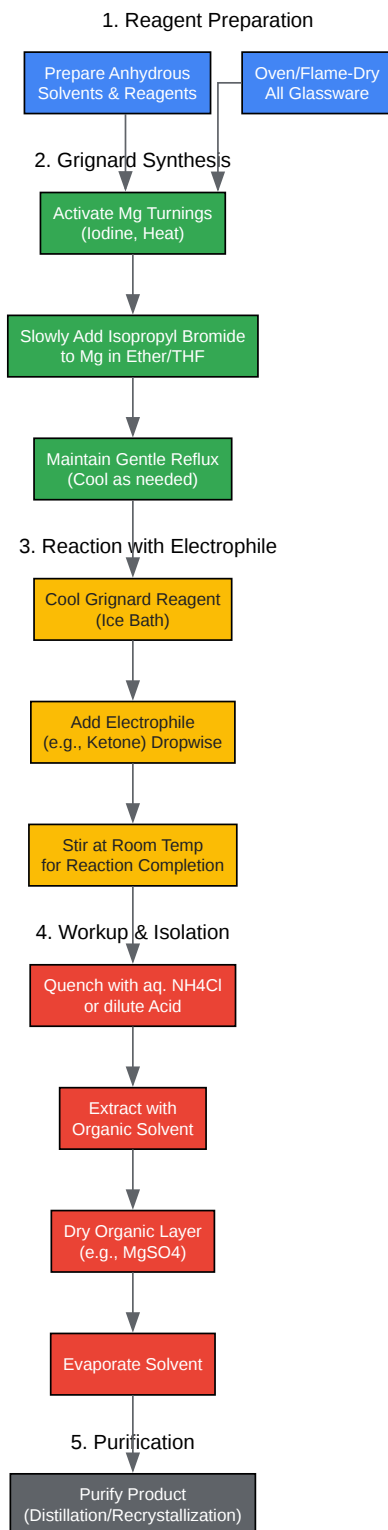 1. Reagent Preparation
Prepare Anhydrous
Solvents & Reagents
Oven/Flame-Dry
All Glassware
2. Grignard Synthesis
Activate Mg Turnings
(Iodine, Heat)
Slowly Add Isopropyl Bromide
to Mg in Ether/THF
Maintain Gentle Reflux
(Cool as needed)
3. Reaction with Electrophile
Cool Grignard Reagent
(Ice Bath)
Add Electrophile
(e.g., Ketone) Dropwise
Stir at Room Temp
for Reaction Completion
4. Workup & Isolation
Quench with aq. NH4Cl
or dilute Acid
Extract with
Organic Solvent
Dry Organic Layer
(e.g., MgSO4)
Evaporate Solvent
5. Purification
Purify Product
(Distillation/Recrystallization)